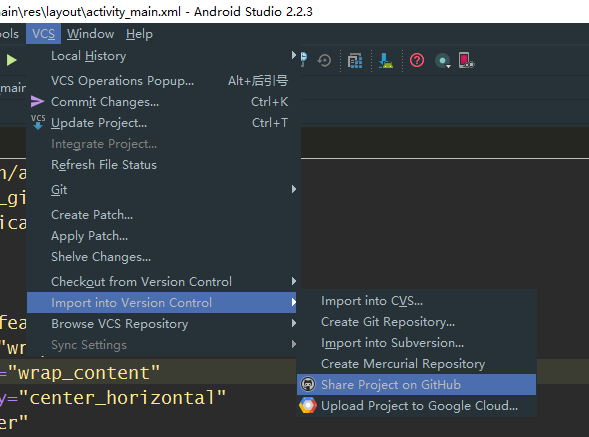 main\res\layout\activity_main.xml - Android Studio 2.2.3
ols VCS Window Help
Local History
VCS Operations Popup... Alt+后引号
main
Commit Changes... Ctrl+K
VCS Update Project... Ctrl+T
Integrate Project...
Refresh File Status
n/a
Git
_gi
Create Patch...
ica
Apply Patch...
Shelve Changes...
Checkout from Version Control
Import into Version Control
Import into CVS...
Create Git Repository...
fea
Browse VCS Repository
"wr
Sync Settings
Import into Subversion...
Create Mercurial Repository
="wrap_content"
Share Project on GitHub
y="center_horizontal"
Upload Project to Google Cloud...
er"